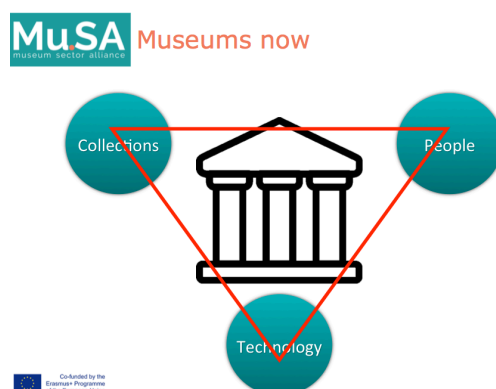 Mu.SA
museum sector alliance
Museums now
Collections
People
Technology
Co-funded by the
Erasmus+ Programme